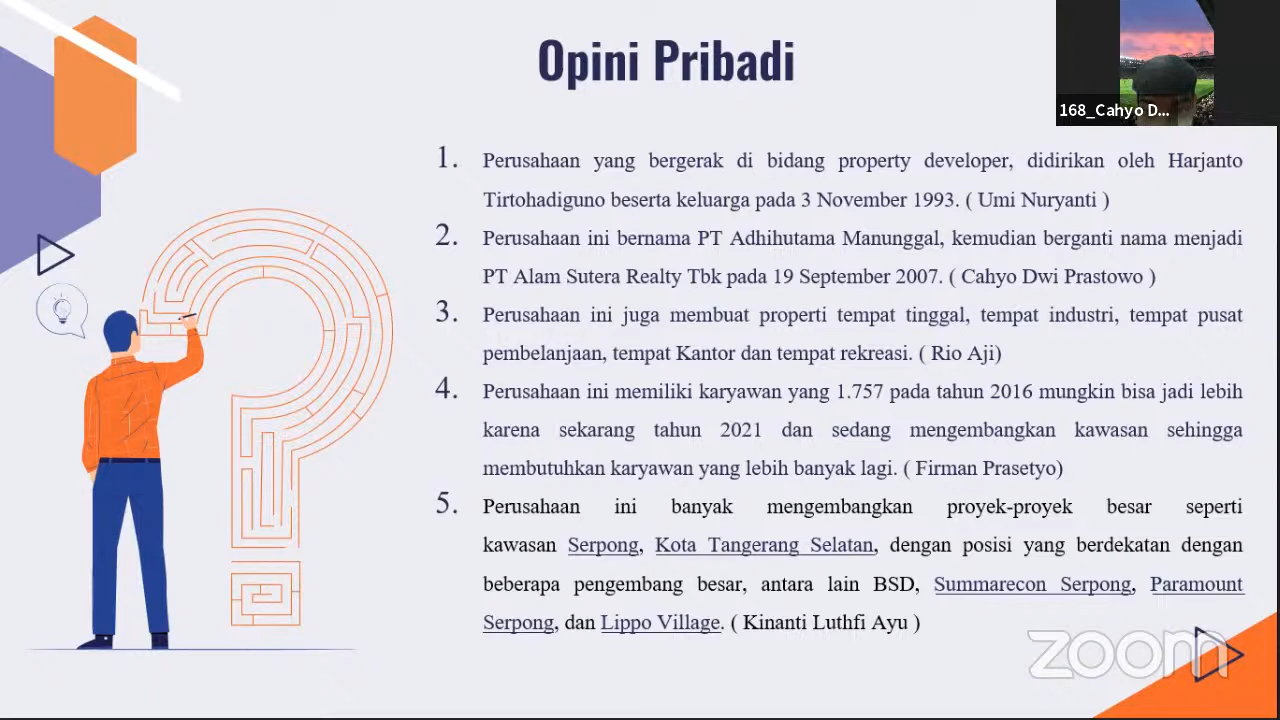 Opini Pribadi
168_Cahyo D...
1. Perusahaan yang bergerak di bidang property developer, didirikan oleh Harjanto
Tirtohadiguno beserta keluarga pada 3 November 1993. ( Umi Nuryanti )
2. Perusahaan ini bernama PT Adhihutama Manunggal, kemudian berganti nama menjadi
PT Alam Sutera Realty Tbk pada 19 September 2007. ( Cahyo Dwi Prastowo )
3. Perusahaan ini juga membuat properti tempat tinggal, tempat industri, tempat pusat
pembelanjaan, tempat Kantor dan tempat rekreasi. ( Rio Aji)
4. Perusahaan ini memiliki karyawan yang 1.757 pada tahun 2016 mungkin bisa jadi lebih
karena sekarang tahun 2021 dan sedang mengembangkan kawasan sehingga
membutuhkan karyawan yang lebih banyak lagi. ( Firman Prasetyo)
5. Perusahaan ini banyak mengembangkan proyek-proyek besar seperti
kawasan Serpong, Kota Tangerang Selatan, dengan posisi yang berdekatan dengan
beberapa pengembang besar, antara lain BSD, Summarecon Serpong, Paramount
Serpong, dan Lippo Village. ( Kinanti Luthfi Ayu )
zoom